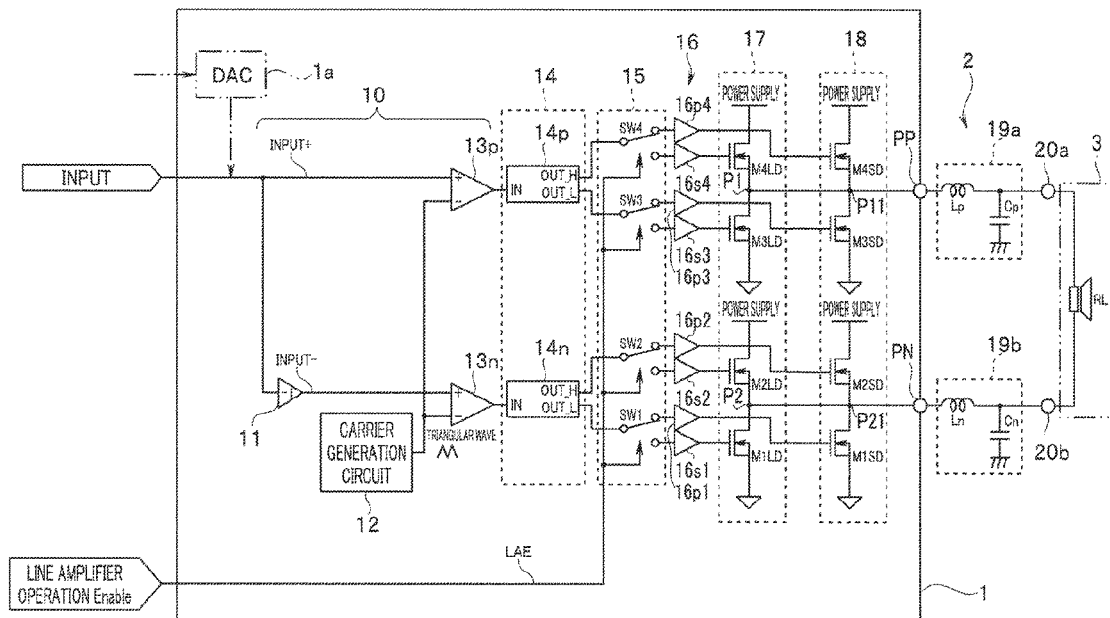 DAC
1a
10
14
15
16
17
18
2
16p4
POWER SUPPLY
POWER SUPPLY
19a
20a
3
INPUT
INPUT+
13p
14p
SW4
PP
IN
OUT_H
OUT_L
16s4
M4LD
M4SD
P1
P11
Lp
Cp
SW3
16s3
16p3
M3LD
M3SD
RL
16p2
POWER SUPPLY
POWER SUPPLY
PN
19b
INPUT-
13n
14n
SW2
IN
OUT_H
OUT_L
16s2
M2LD
M2SD
P2
P21
Ln
Cn
20b
11
CARRIER
GENERATION
CIRCUIT
TRIANGULAR WAVE
SW1
16s1
16p1
M1LD
M1SD
12
LAE
LINE AMPLIFIER
OPERATION Enable
1